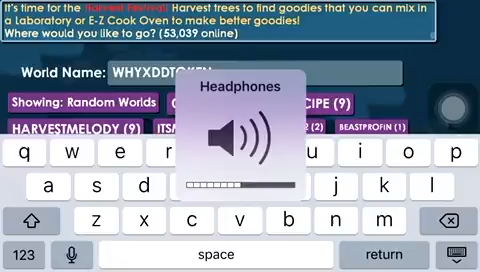 It's time for the Harvest Festival! Harvest trees to find goodies that you can mix in
a Laboratory or E-Z Cook Oven to make better goodies!
Where would you like to go? (53,039 online)
World Name: WHYXDDTOKEN
Headphones
Showing: Random Worlds
CIPE (9)
HARVESTMELODY (9)
ITSM
2 (2)
BEASTPROFIN (1)
q w e r u i o p
a s d j k l
z x c v b n m
123 space return